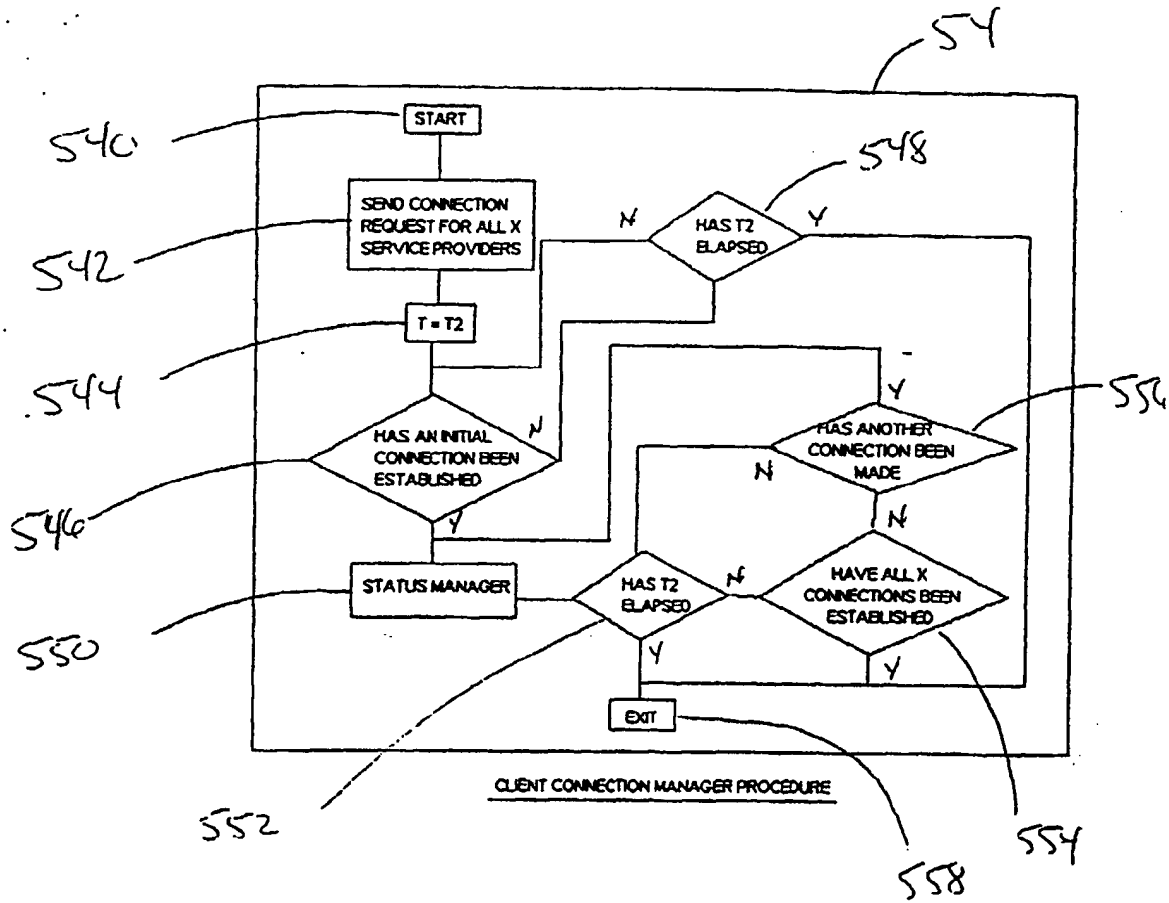 54
START
540
548
SEND CONNECTION
REQUEST FOR ALL X
SERVICE PROVIDERS
N
HAS T2
ELAPSED
Y
542
T = T2
544
Y
556
HAS AN INITIAL
CONNECTION BEEN
ESTABLISHED
N
HAS ANOTHER
CONNECTION BEEN
MADE
N
546
Y
N
STATUS MANAGER
HAS T2
ELAPSED
N
HAVE ALL X
CONNECTIONS BEEN
ESTABLISHED
550
Y
Y
EXIT
CLIENT CONNECTION MANAGER PROCEDURE
552
554
558